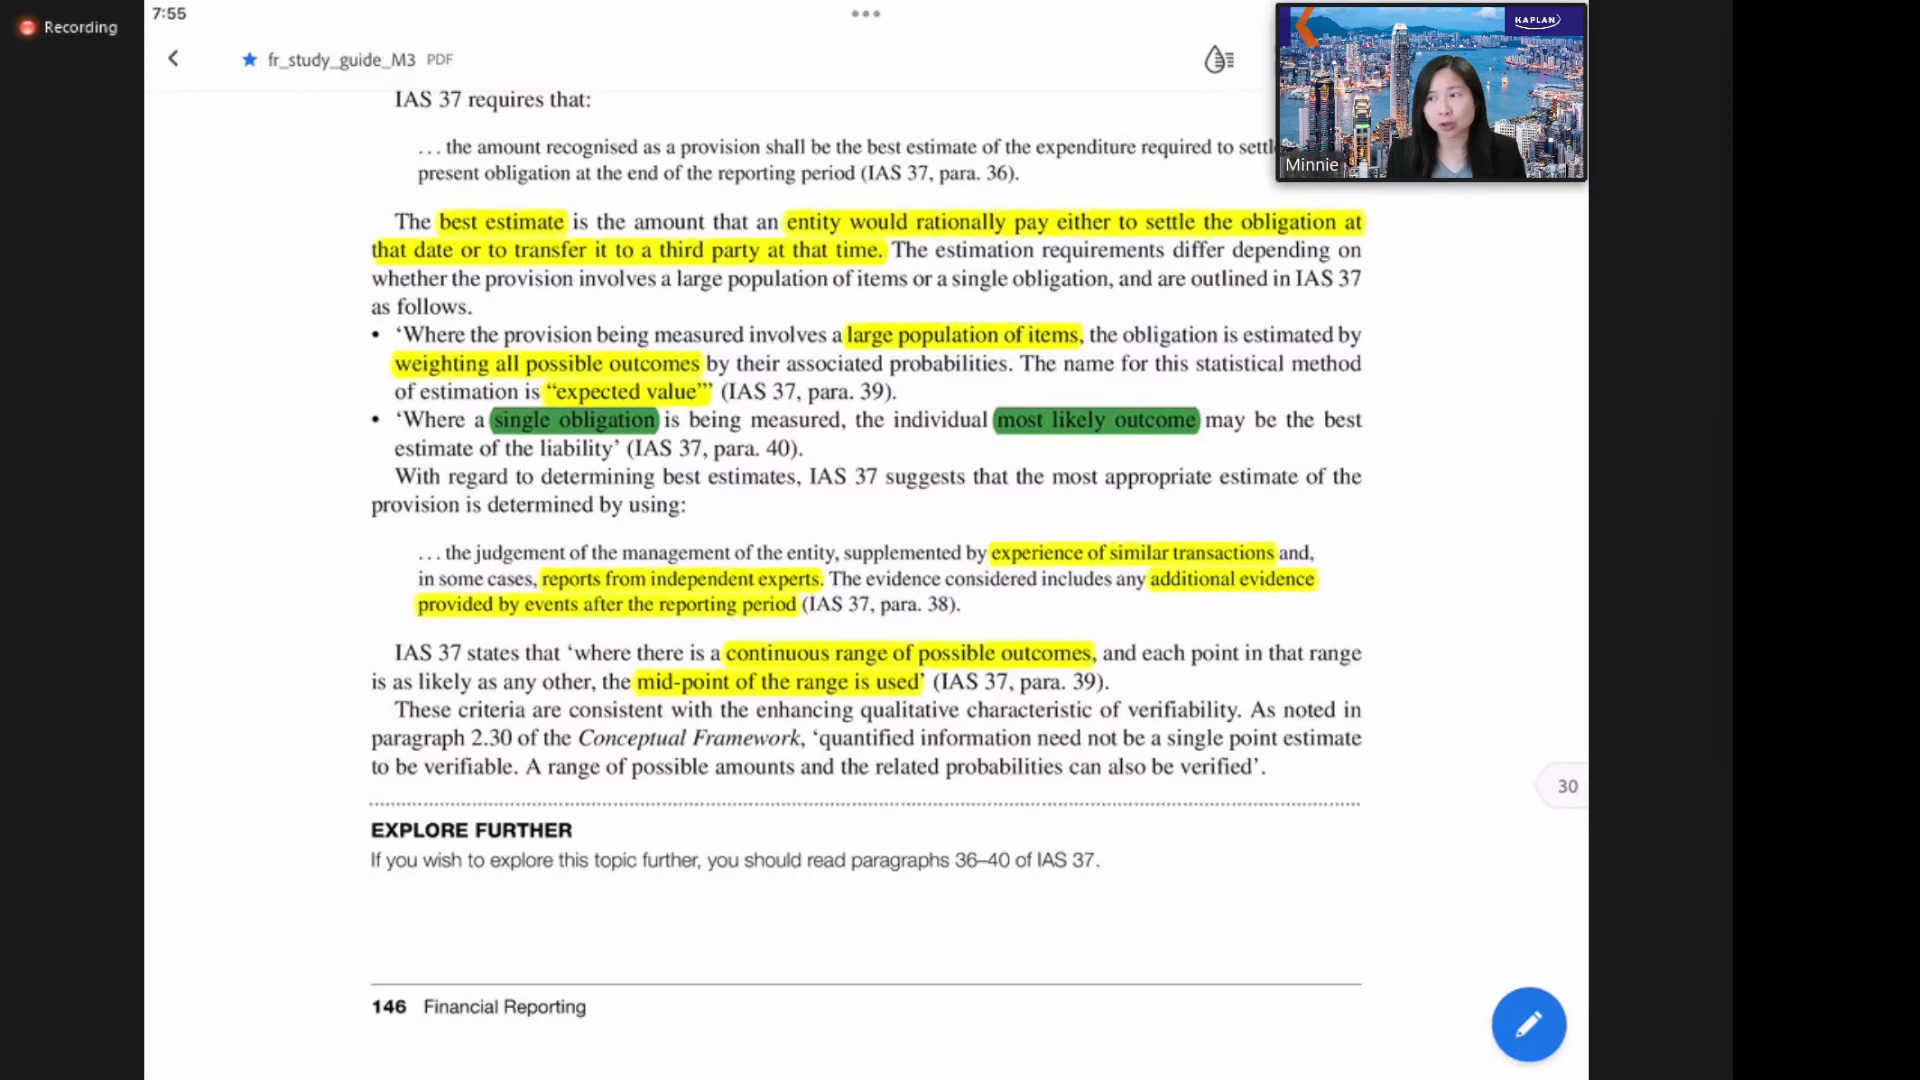 Recording
7:55
fr_study_guide_M3 PDF
KAPLAN
Minnie
IAS 37 requires that:
. . . the amount recognised as a provision shall be the best estimate of the expenditure required to
present obligation at the end of the reporting period (IAS 37, para. 36).
The best estimate is the amount that an entity would rationally pay either to settle the obligation at
that date or to transfer it to a third party at that time. The estimation requirements differ depending on
whether the provision involves a large population of items or a single obligation, and are outlined in IAS 37
as follows.
• ‘Where the provision being measured involves a large population of items, the obligation is estimated by
weighting all possible outcomes by their associated probabilities. The name for this statistical method
of estimation is “expected value”’ (IAS 37, para. 39).
• ‘Where a single obligation is being measured, the individual most likely outcome may be the best
estimate of the liability’ (IAS 37, para. 40).
With regard to determining best estimates, IAS 37 suggests that the most appropriate estimate of the
provision is determined by using:
. . . the judgement of the management of the entity, supplemented by experience of similar transactions and,
in some cases, reports from independent experts. The evidence considered includes any additional evidence
provided by events after the reporting period (IAS 37, para. 38).
IAS 37 states that ‘where there is a continuous range of possible outcomes, and each point in that range
is as likely as any other, the mid-point of the range is used’ (IAS 37, para. 39).
These criteria are consistent with the enhancing qualitative characteristic of verifiability. As noted in
paragraph 2.30 of the Conceptual Framework, ‘quantified information need not be a single point estimate
to be verifiable. A range of possible amounts and the related probabilities can also be verified’.
30
EXPLORE FURTHER
If you wish to explore this topic further, you should read paragraphs 36–40 of IAS 37.
146 Financial Reporting